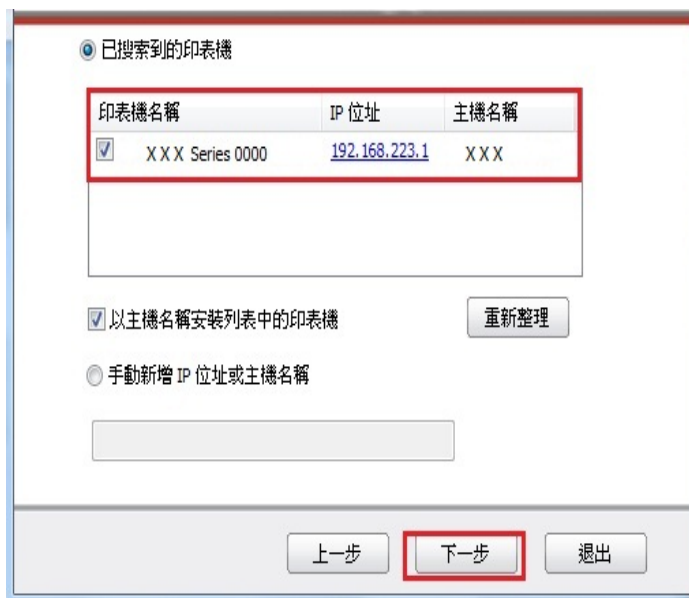 已搜索到的印表機
印表機名稱 IP 位址 主機名稱
X X X Series 0000 192.168.223.1 X X X
以主機名稱安裝列表中的印表機 重新整理
手動新增 IP 位址或主機名稱
上一步 下一步 退出